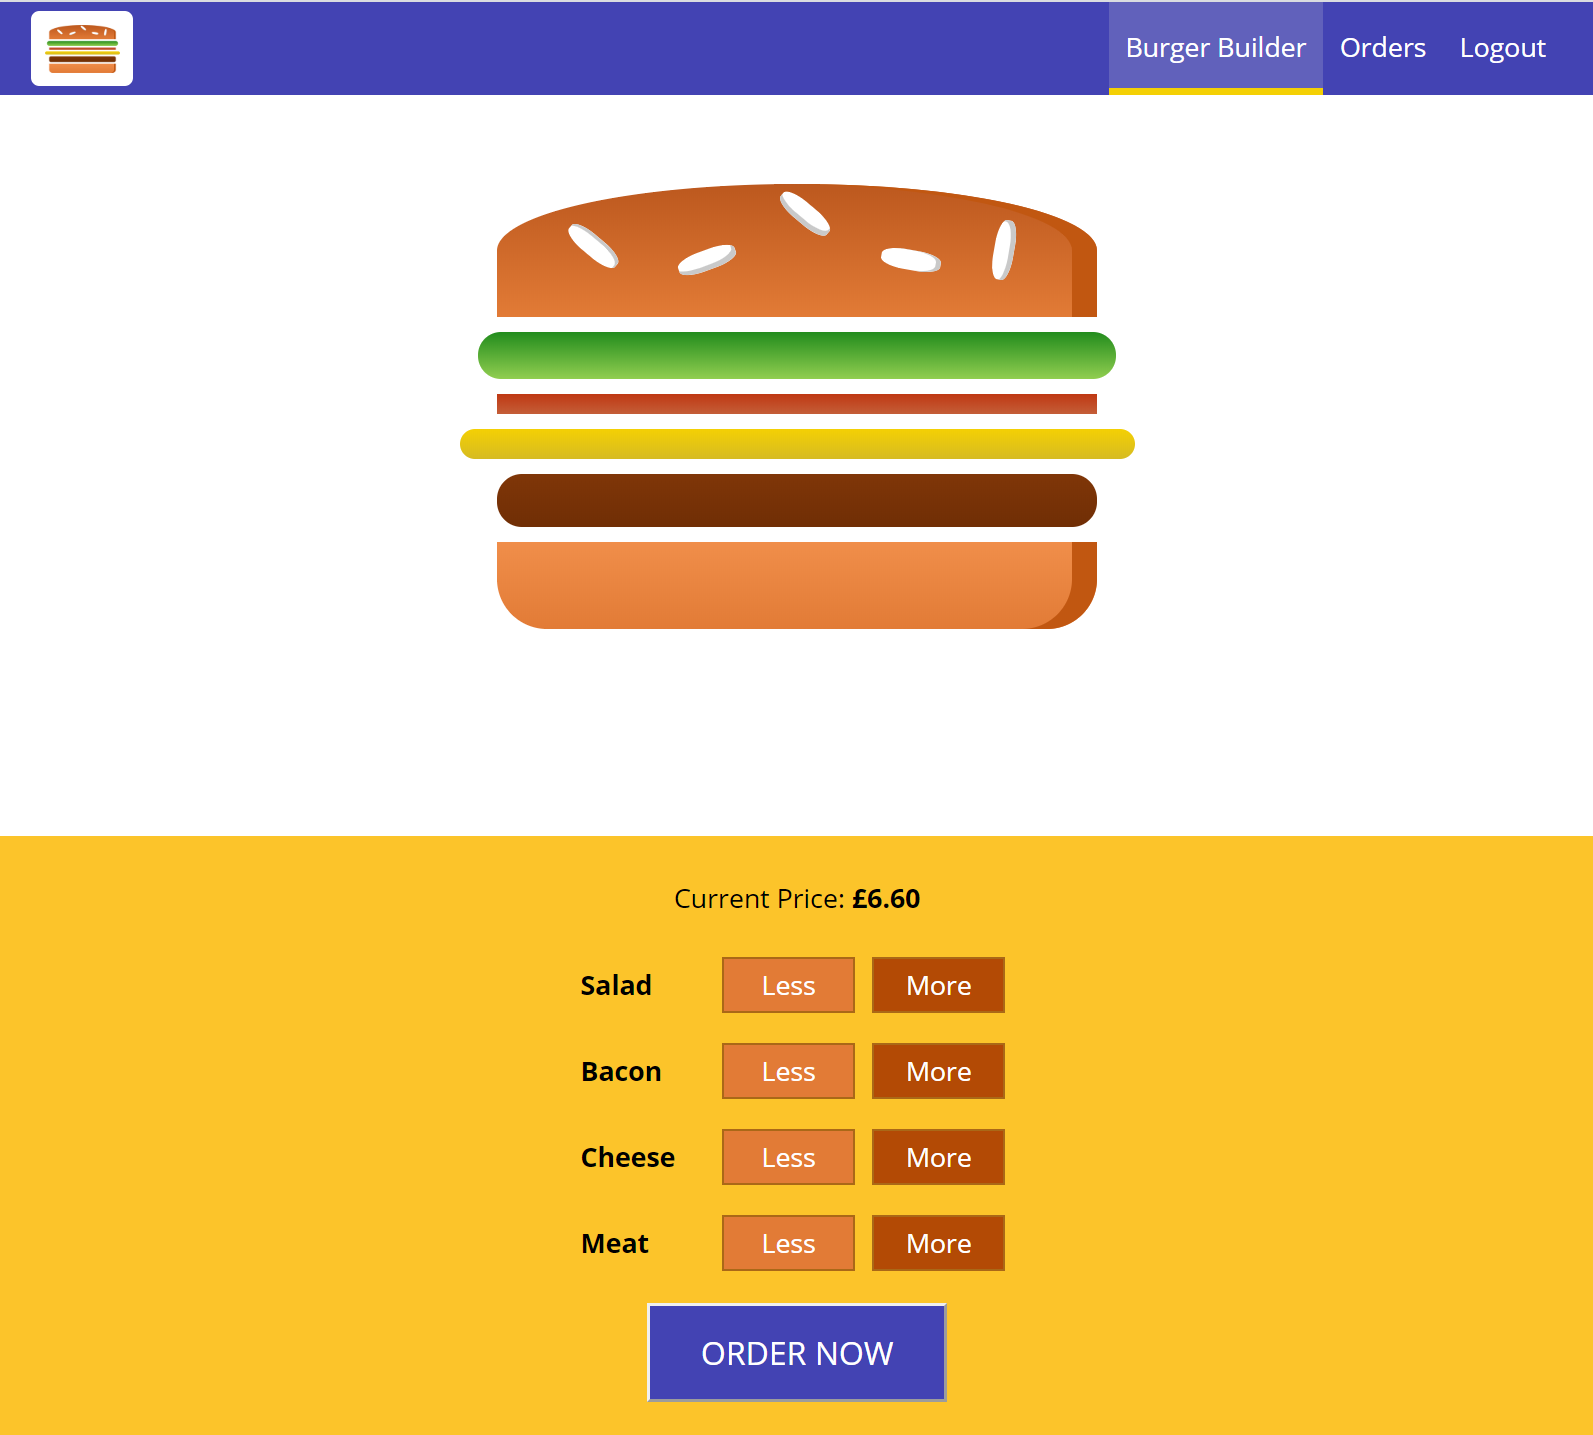 Burger Builder Orders Logout
Current Price: £6.60
Salad Less More
Bacon Less More
Cheese Less More
Meat Less More
ORDER NOW